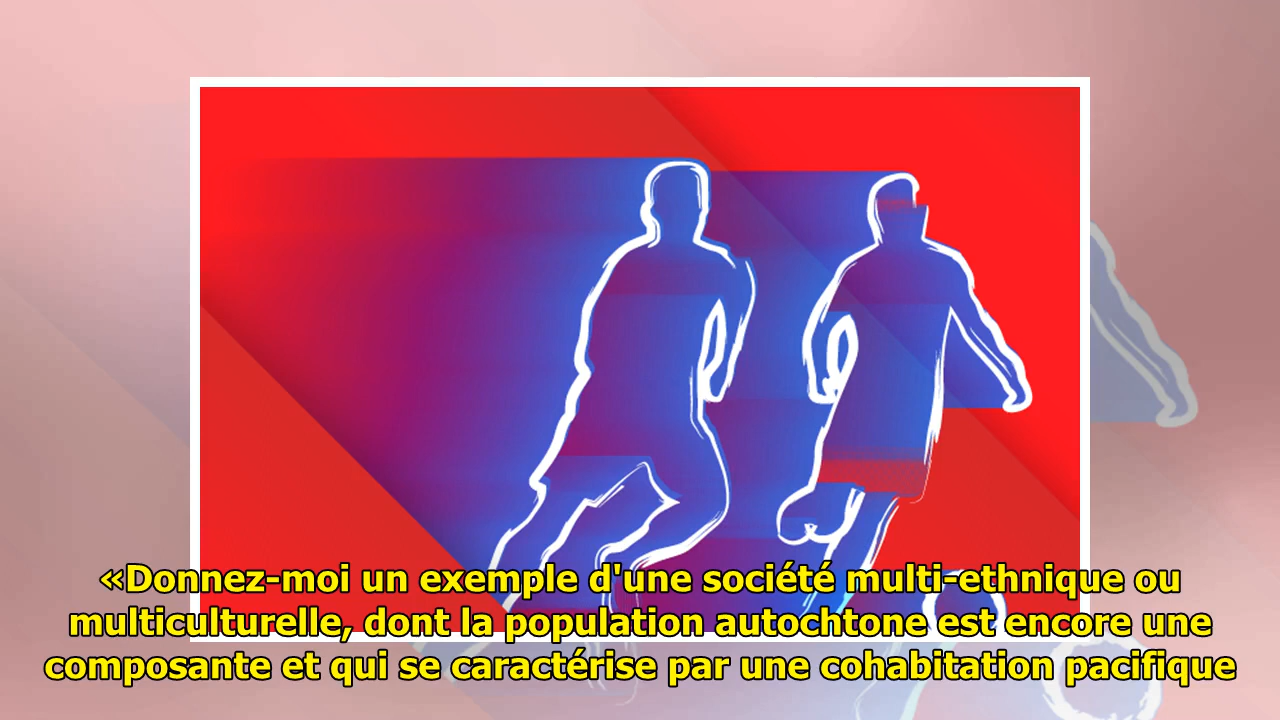 «Donnez-moi un exemple d'une société multi-ethnique ou
multiculturelle, dont la population autochtone est encore une
composante et qui se caractérise par une cohabitation pacifique